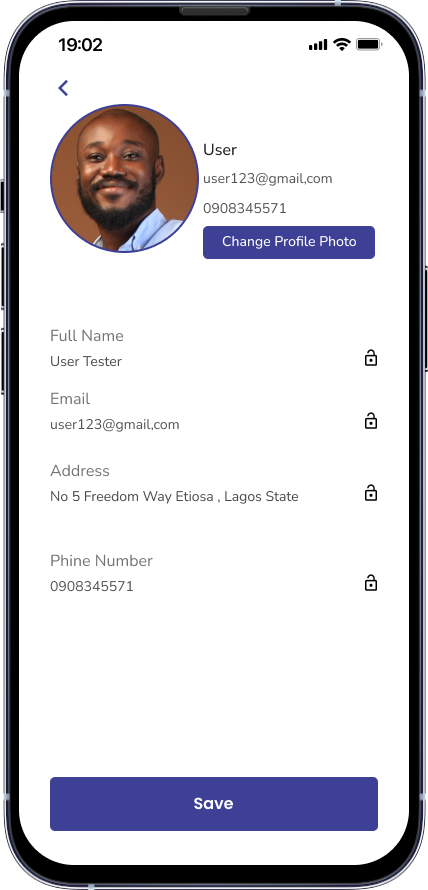 19:02
User
user123@gmail,com
0908345571
Change Profile Photo
Full Name
User Tester
Email
user123@gmail,com
Address
No 5 Freedom Way Etiosa , Lagos State
Phine Number
0908345571
Save